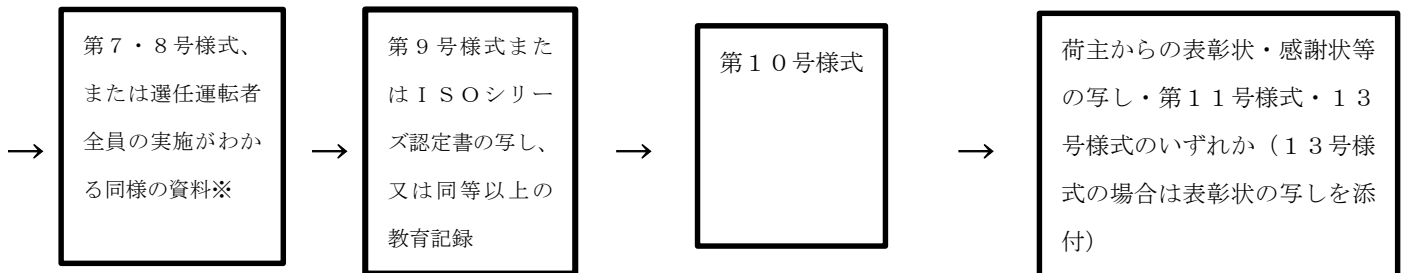 →
第７・８号様式、
または選任運転者
全員の実施がわか
る同様の資料※
→
第９号様式また
はＩＳＯシリー
ズ認定書の写し、
又は同等以上の
教育記録
→
第１０号様式
→
荷主からの表彰状・感謝状等
の写し・第１１号様式・１３
号様式のいずれか（１３号様
式の場合は表彰状の写しを添
付）